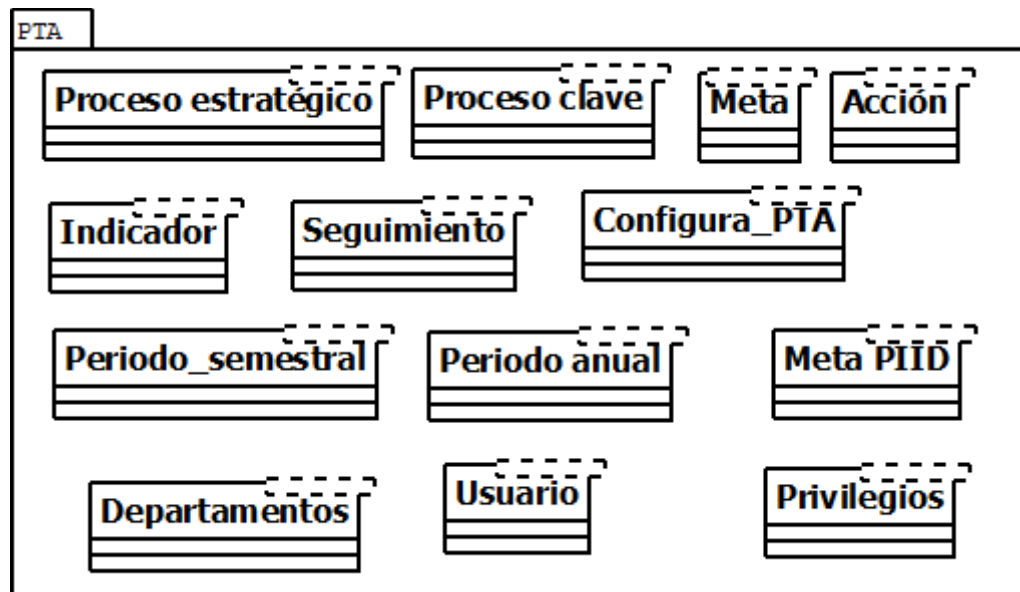 PTA
Proceso estratégico
Proceso clave
Meta
Acción
Indicador
Seguimiento
Configura_PTA
Periodo_semestral
Periodo anual
Meta PIID
Departamentos
Usuario
Privilegios